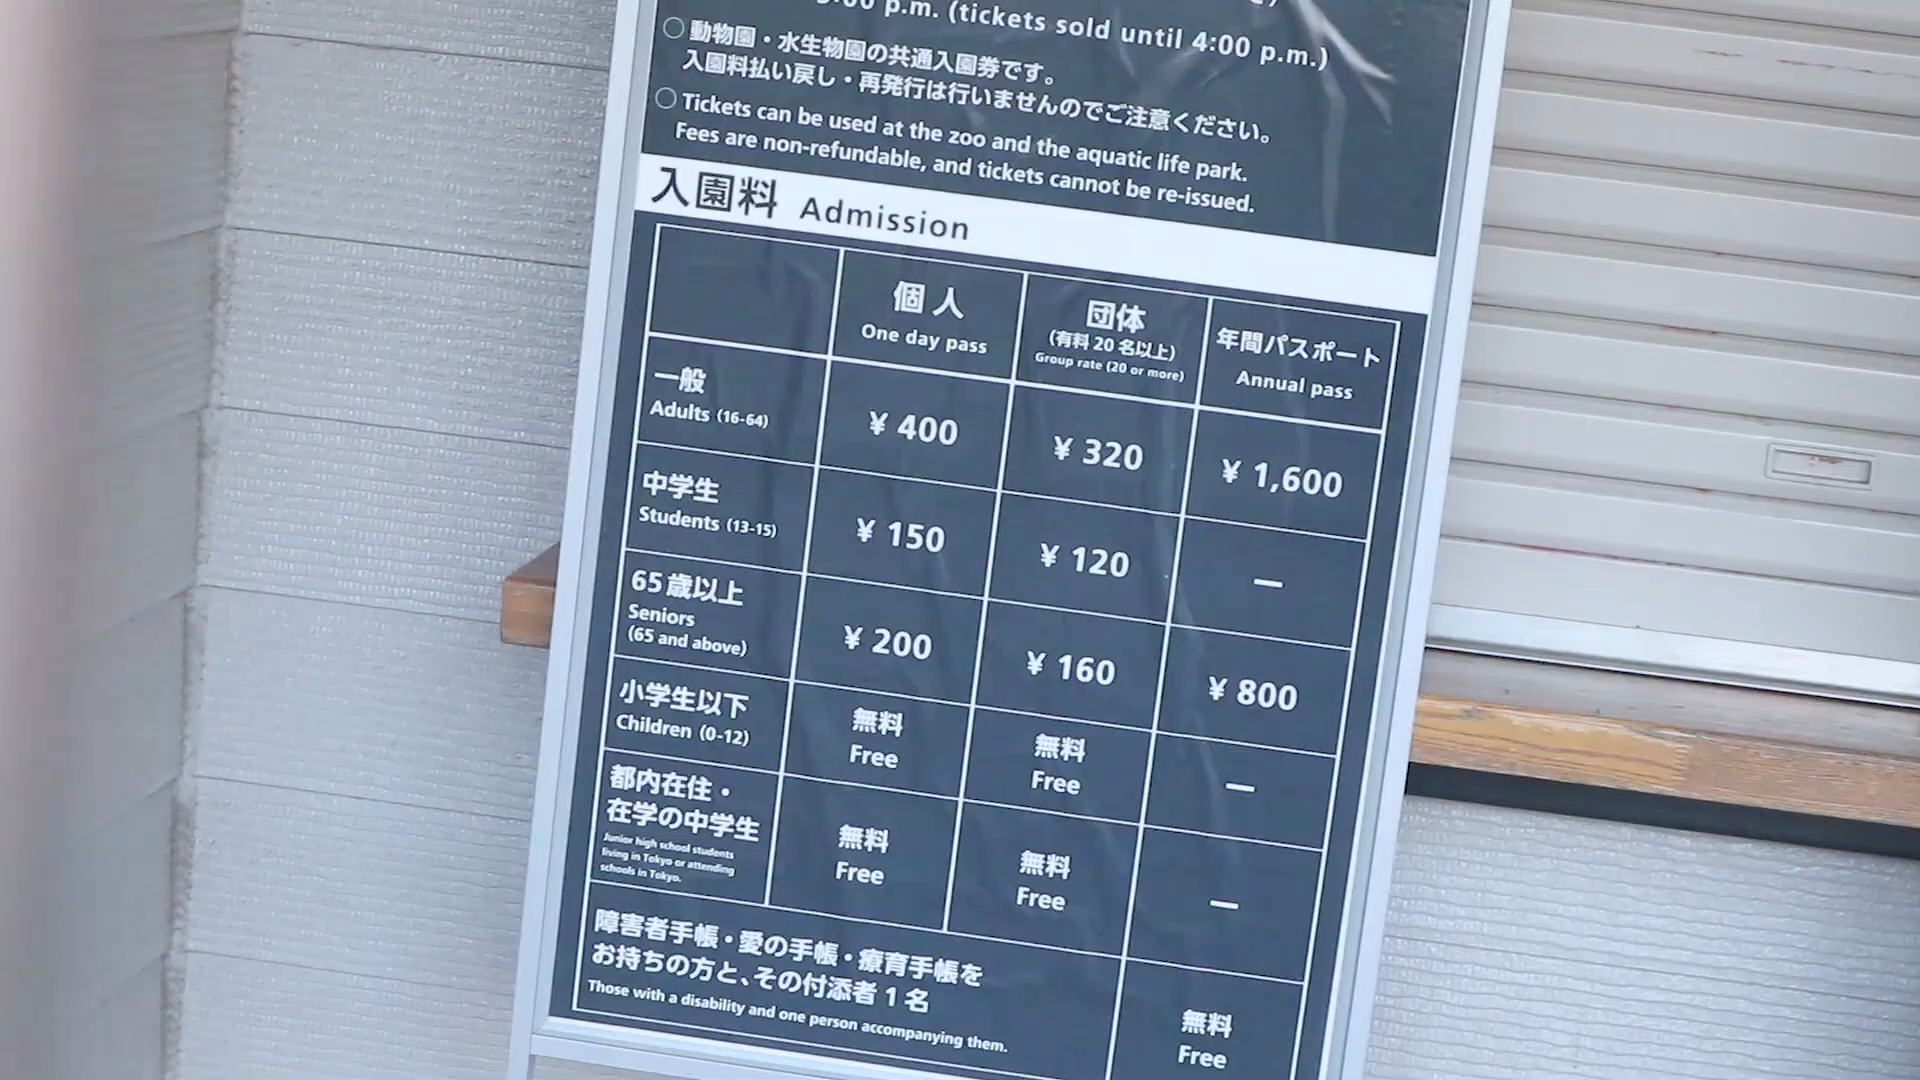 p.m. (tickets sold until 4:00 p.m.)
○ 動物園・水生物園の共通入園券です。
入園料払い戻し・再発行は行いませんのでご注意ください。
○ Tickets can be used at the zoo and the aquatic life park.
Fees are non-refundable, and tickets cannot be re-issued.
入園料 Admission
個人
One day pass
団体
(有料20名以上)
Group rate (20 or more)
年間パスポート
Annual pass
一般
Adults (16-64)
¥ 400
¥ 320
¥ 1,600
中学生
Students (13-15)
¥ 150
¥ 120
—
65歳以上
Seniors
(65 and above)
¥ 200
¥ 160
¥ 800
小学生以下
Children (0-12)
無料
Free
無料
Free
—
都内在住・
在学の中学生
Junior high school students
living in Tokyo or attending
schools in Tokyo.
無料
Free
無料
Free
—
障害者手帳・愛の手帳・療育手帳を
お持ちの方と、その付添者1名
Those with a disability and one person accompanying them.
無料
Free